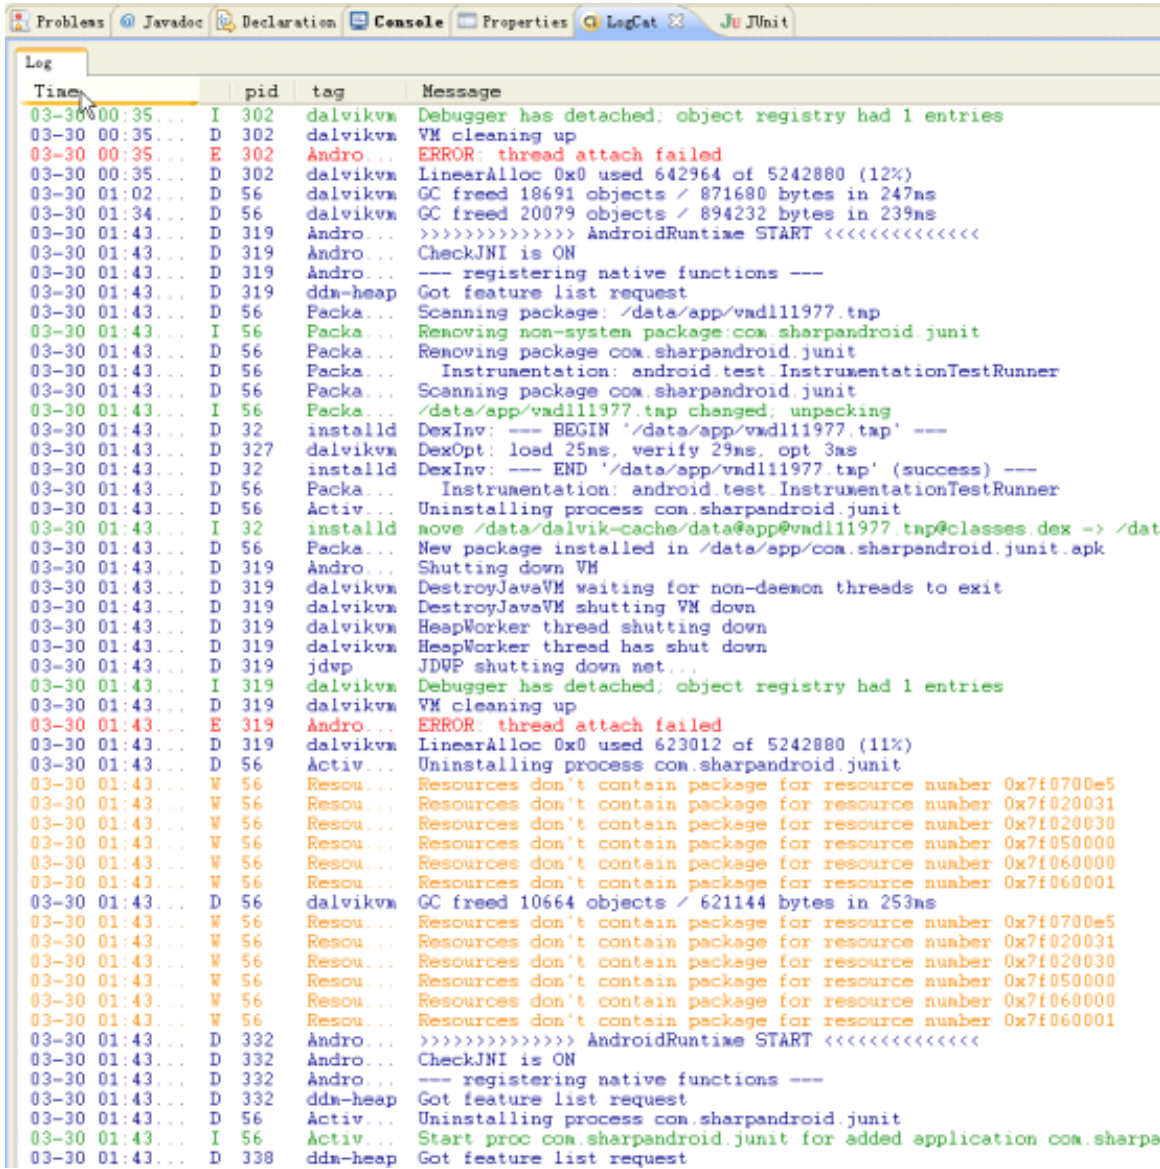 Problems @ Javadoc Declaration Console Properties LogCat JUnit
Log
Time pid tag Message
03-30 00:35... I 302 dalvikvm Debugger has detached; object registry had 1 entries
03-30 00:35... D 302 dalvikvm VM cleaning up
03-30 00:35... E 302 Andro... ERROR: thread attach failed
03-30 00:35... D 302 dalvikvm LinearAlloc 0x0 used 642964 of 5242880 (12%)
03-30 01:02... D 56 dalvikvm GC freed 18691 objects / 871680 bytes in 247ms
03-30 01:34... D 56 dalvikvm GC freed 20079 objects / 894232 bytes in 239ms
03-30 01:43... D 319 Andro... >>>>>>>>>>>>>> AndroidRuntime START <<<<<<<<<<<<<<
03-30 01:43... D 319 Andro... CheckJNI is ON
03-30 01:43... D 319 Andro... --- registering native functions ---
03-30 01:43... D 319 ddm-heap Got feature list request
03-30 01:43... D 56 Packa... Scanning package: /data/app/vmdl11977.tmp
03-30 01:43... I 56 Packa... Removing non-system package:com.sharpandroid.junit
03-30 01:43... D 56 Packa... Removing package com.sharpandroid.junit
03-30 01:43... D 56 Packa... Instrumentation: android.test.InstrumentationTestRunner
03-30 01:43... D 56 Packa... Scanning package com.sharpandroid.junit
03-30 01:43... I 56 Packa... /data/app/vmdl11977.tmp changed; unpacking
03-30 01:43... D 32 installd DexInv: --- BEGIN '/data/app/vmdl11977.tmp' ---
03-30 01:43... D 327 dalvikvm DexOpt: load 25ms, verify 29ms, opt 3ms
03-30 01:43... D 32 installd DexInv: --- END '/data/app/vmdl11977.tmp' (success) ---
03-30 01:43... D 56 Packa... Instrumentation: android.test.InstrumentationTestRunner
03-30 01:43... D 56 Activ... Uninstalling process com.sharpandroid.junit
03-30 01:43... I 32 installd move /data/dalvik-cache/data@app@vmdl11977.tmp@classes.dex -> /dat
03-30 01:43... D 56 Packa... New package installed in /data/app/com.sharpandroid.junit.apk
03-30 01:43... D 319 Andro... Shutting down VM
03-30 01:43... D 319 dalvikvm DestroyJavaVM waiting for non-daemon threads to exit
03-30 01:43... D 319 dalvikvm DestroyJavaVM shutting VM down
03-30 01:43... D 319 dalvikvm HeapWorker thread shutting down
03-30 01:43... D 319 dalvikvm HeapWorker thread has shut down
03-30 01:43... D 319 jdwp JDWP shutting down net...
03-30 01:43... I 319 dalvikvm Debugger has detached; object registry had 1 entries
03-30 01:43... D 319 dalvikvm VM cleaning up
03-30 01:43... E 319 Andro... ERROR: thread attach failed
03-30 01:43... D 319 dalvikvm LinearAlloc 0x0 used 623012 of 5242880 (11%)
03-30 01:43... D 56 Activ... Uninstalling process com.sharpandroid.junit
03-30 01:43... W 56 Resou... Resources don't contain package for resource number 0x7f0700e5
03-30 01:43... W 56 Resou... Resources don't contain package for resource number 0x7f020031
03-30 01:43... W 56 Resou... Resources don't contain package for resource number 0x7f020030
03-30 01:43... W 56 Resou... Resources don't contain package for resource number 0x7f050000
03-30 01:43... W 56 Resou... Resources don't contain package for resource number 0x7f060000
03-30 01:43... W 56 Resou... Resources don't contain package for resource number 0x7f060001
03-30 01:43... D 56 dalvikvm GC freed 10664 objects / 621144 bytes in 253ms
03-30 01:43... W 56 Resou... Resources don't contain package for resource number 0x7f0700e5
03-30 01:43... W 56 Resou... Resources don't contain package for resource number 0x7f020031
03-30 01:43... W 56 Resou... Resources don't contain package for resource number 0x7f020030
03-30 01:43... W 56 Resou... Resources don't contain package for resource number 0x7f050000
03-30 01:43... W 56 Resou... Resources don't contain package for resource number 0x7f060000
03-30 01:43... W 56 Resou... Resources don't contain package for resource number 0x7f060001
03-30 01:43... D 332 Andro... >>>>>>>>>>>>>> AndroidRuntime START <<<<<<<<<<<<<<
03-30 01:43... D 332 Andro... CheckJNI is ON
03-30 01:43... D 332 Andro... --- registering native functions ---
03-30 01:43... D 332 ddm-heap Got feature list request
03-30 01:43... D 56 Activ... Uninstalling process com.sharpandroid.junit
03-30 01:43... I 56 Activ... Start proc com.sharpandroid.junit for added application com.sharpa
03-30 01:43... D 338 ddm-heap Got feature list request